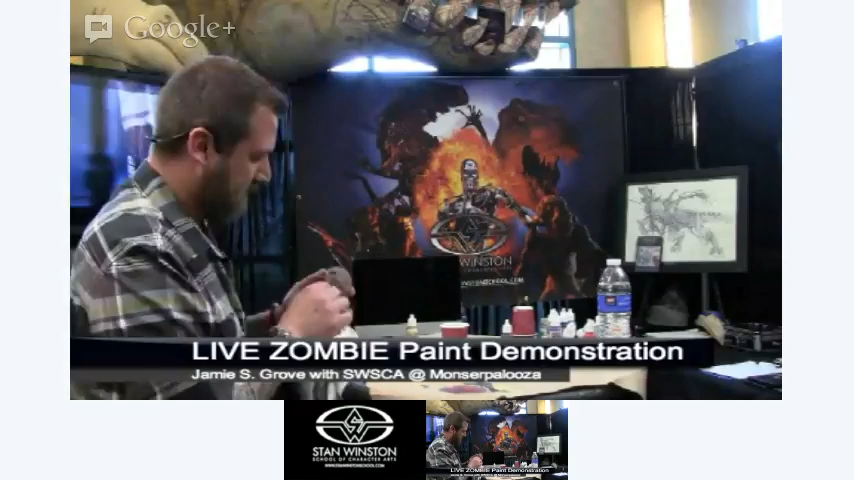 Google+
WINSTON
LIVE ZOMBIE Paint Demonstration
Jamie S. Grove with SWSCA @ Monserpalooza
STAN WINSTON
SCHOOL OF CHARACTER ARTS
WWW.STANWINSTONSCHOOL.COM
LIVE ZOMBIE Paint Demonstration